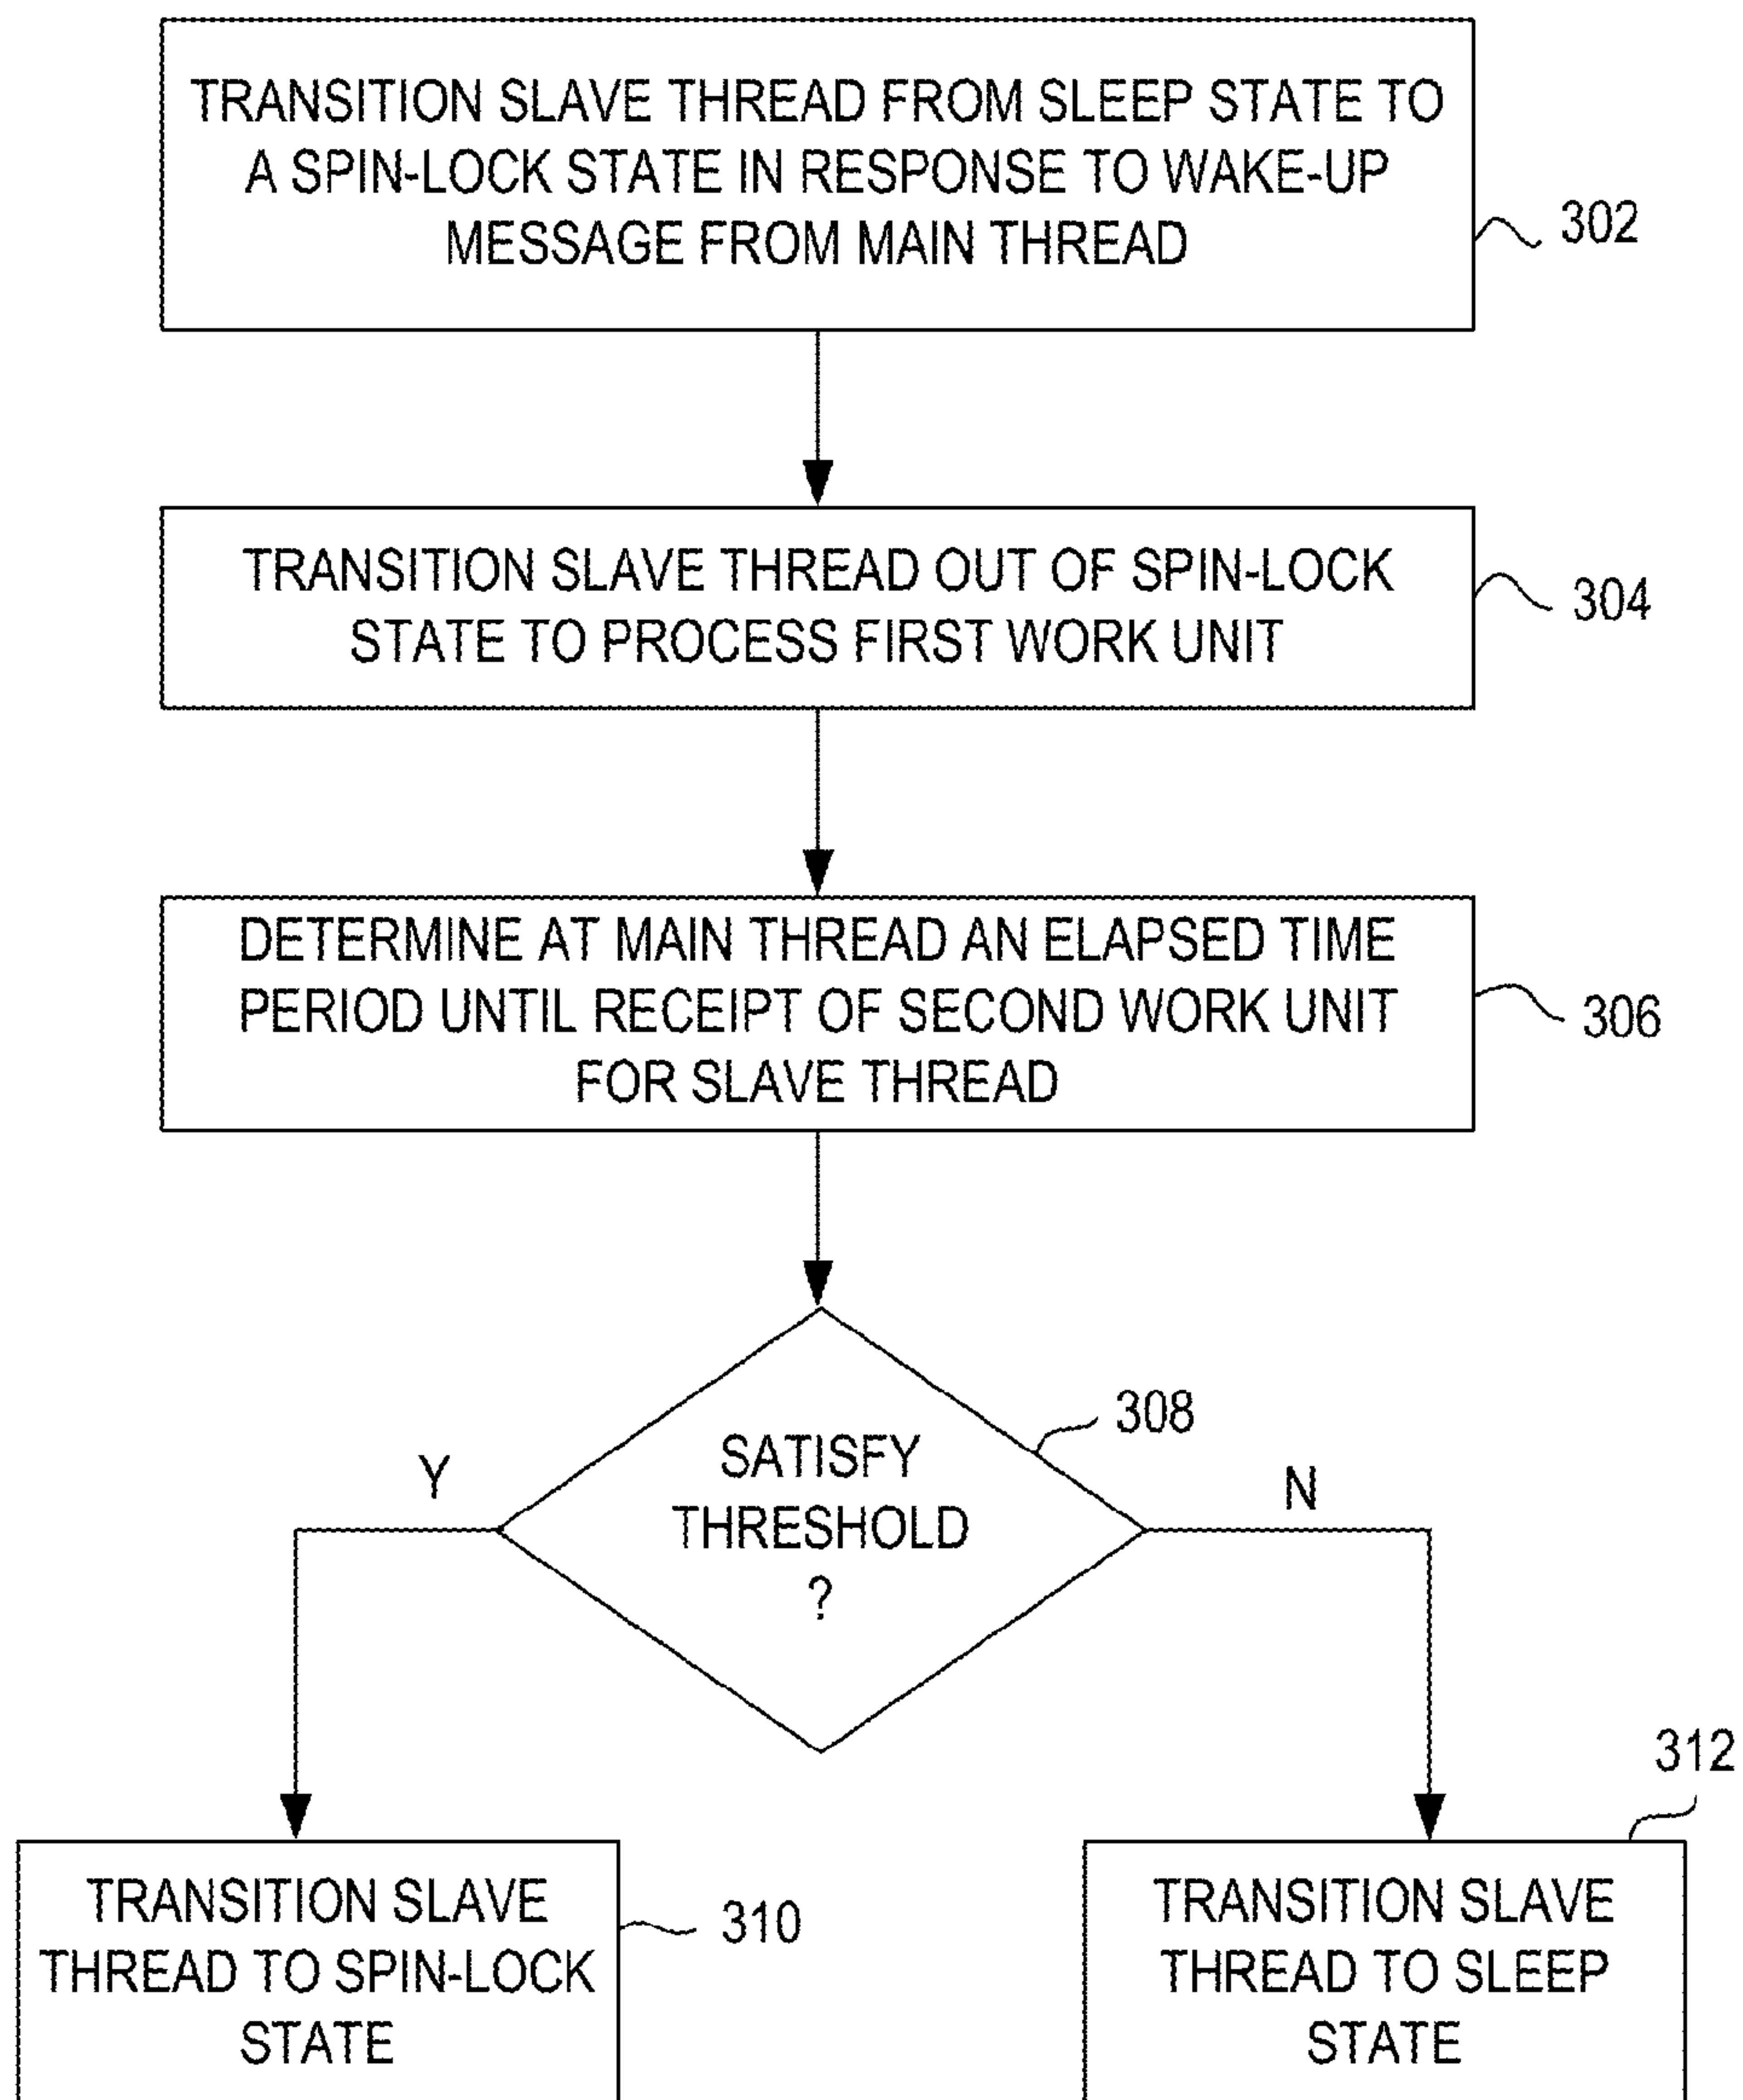 TRANSITION SLAVE THREAD FROM SLEEP STATE TO
A SPIN-LOCK STATE IN RESPONSE TO WAKE-UP
MESSAGE FROM MAIN THREAD
302
TRANSITION SLAVE THREAD OUT OF SPIN-LOCK
STATE TO PROCESS FIRST WORK UNIT
304
DETERMINE AT MAIN THREAD AN ELAPSED TIME
PERIOD UNTIL RECEIPT OF SECOND WORK UNIT
FOR SLAVE THREAD
306
308
SATISFY
THRESHOLD
?
Y
N
TRANSITION SLAVE
THREAD TO SPIN-LOCK
STATE
310
312
TRANSITION SLAVE
THREAD TO SLEEP
STATE